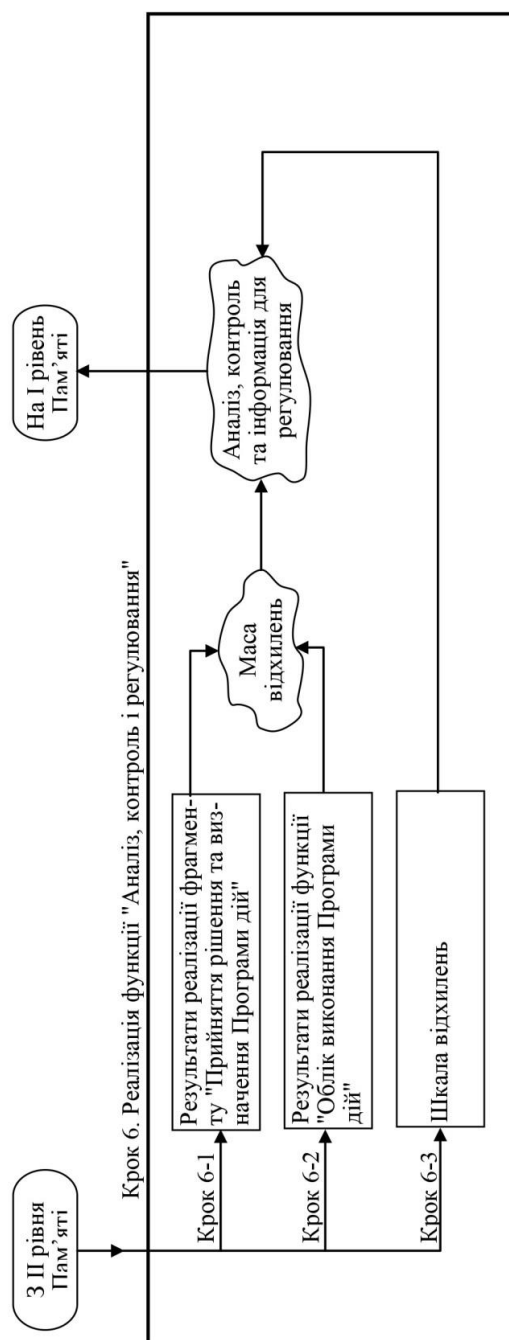 З ІІ рівня
Пам’яті
На І рівень
Пам’яті
Крок 6. Реалізація функції "Аналіз, контроль і регулювання"
Крок 6-1
Результати реалізації фрагмен-
ту "Прийняття рішення та виз-
начення Програми дій"
Крок 6-2
Результати реалізації функції
"Облік виконання Програми
дій"
Крок 6-3
Шкала відхилень
Маса
відхилень
Аналіз, контроль
та інформація для
регулювання